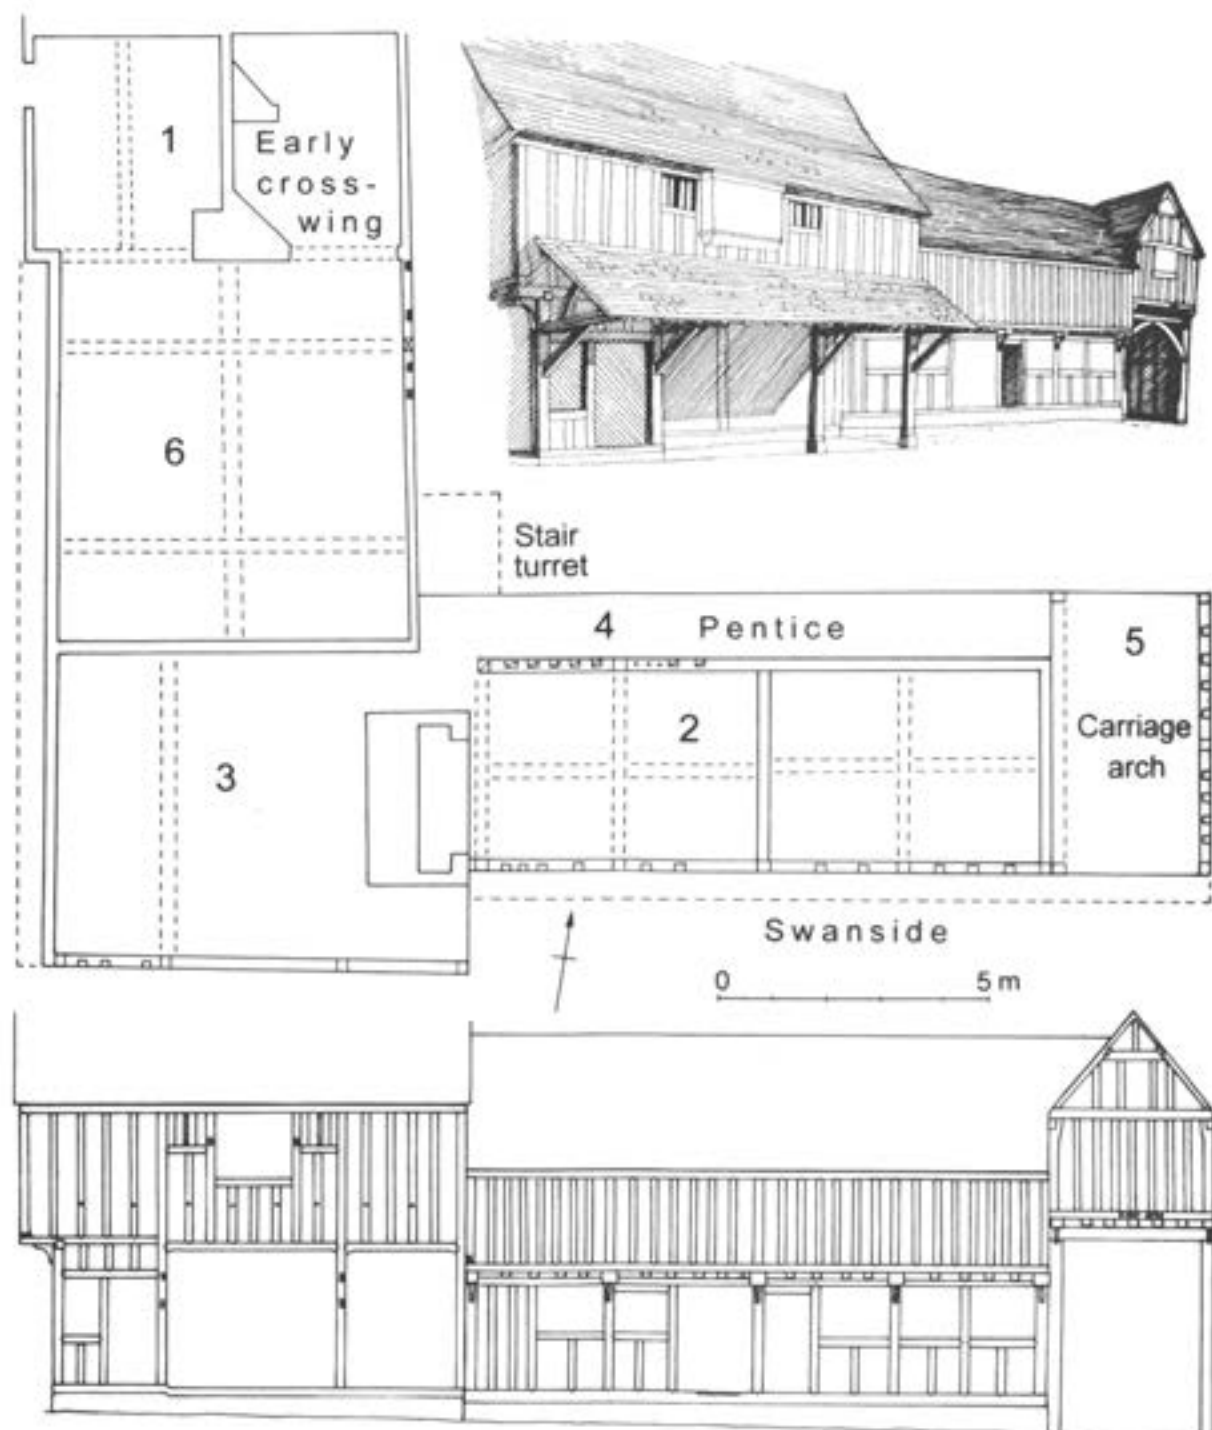 1
Early
cross-
wing
6
Stair
turret
4 Pentice
5
2
Carriage
arch
3
Swanside
0 5 m